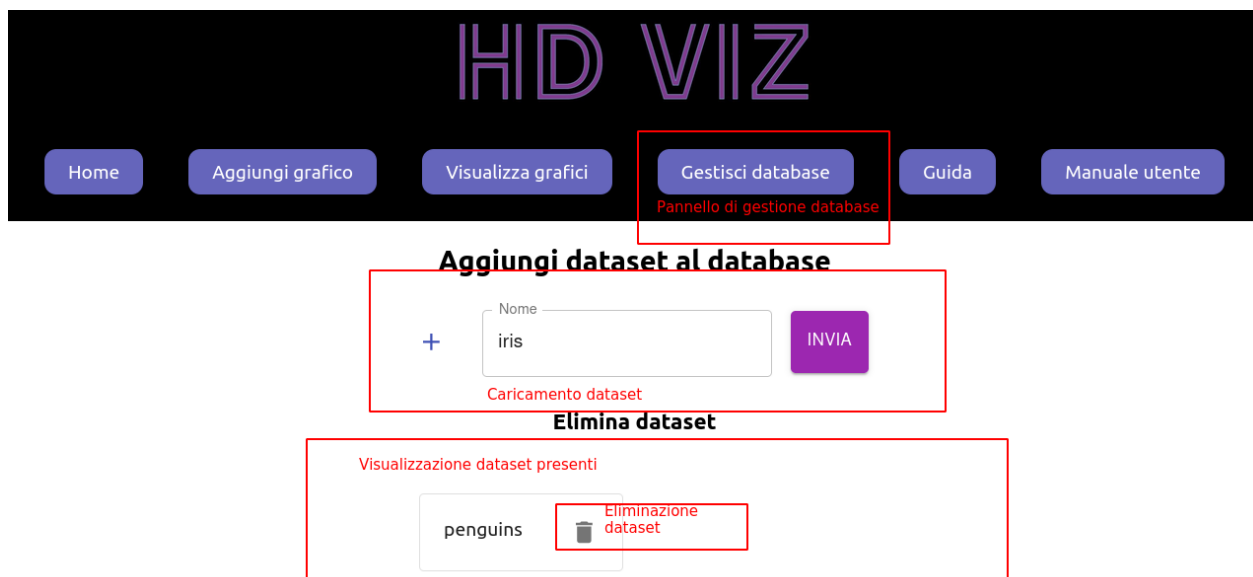 HD VIZ
Home Aggiungi grafico Visualizza grafici Gestisci database Guida Manuale utente
Pannello di gestione database
Aggiungi dataset al database
Nome
iris
INVIA
Caricamento dataset
Elimina dataset
Visualizzazione dataset presenti
penguins
Eliminazione
dataset